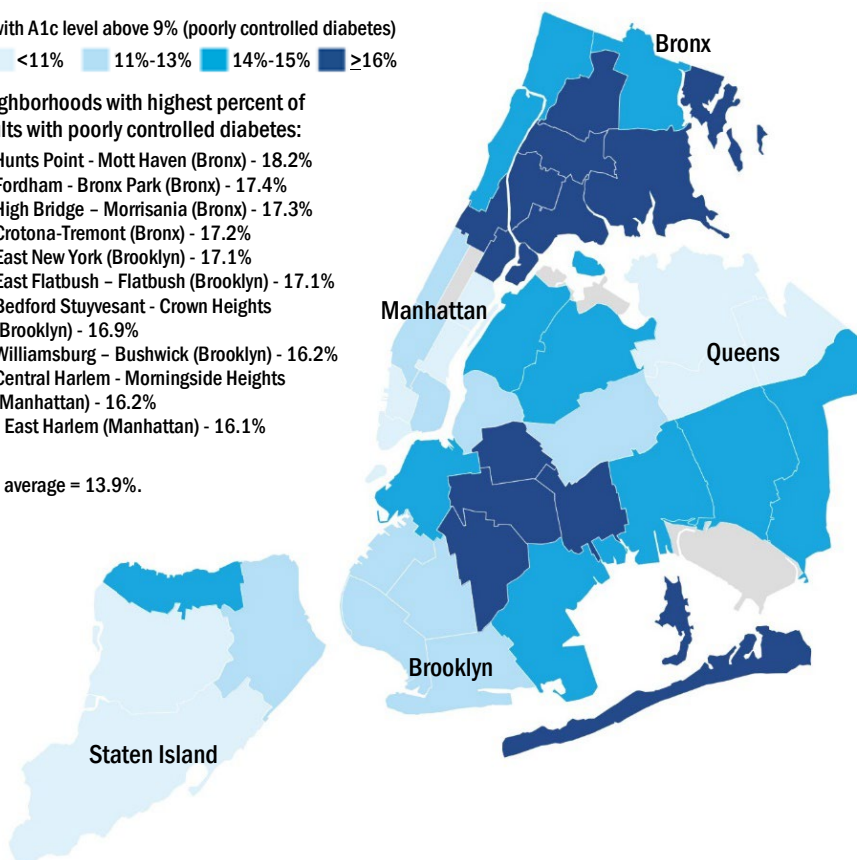 with A1c level above 9% (poorly controlled diabetes)
<11% 11%-13% 14%-15% ≥16%
ghborhoods with highest percent of
ults with poorly controlled diabetes:
Hunts Point - Mott Haven (Bronx) - 18.2%
Fordham - Bronx Park (Bronx) - 17.4%
High Bridge – Morrisania (Bronx) - 17.3%
Crotona-Tremont (Bronx) - 17.2%
East New York (Brooklyn) - 17.1%
East Flatbush – Flatbush (Brooklyn) - 17.1%
Bedford Stuyvesant - Crown Heights
(Brooklyn) - 16.9%
Williamsburg – Bushwick (Brooklyn) - 16.2%
Central Harlem - Morningside Heights
(Manhattan) - 16.2%
East Harlem (Manhattan) - 16.1%
average = 13.9%.
Bronx
Manhattan
Queens
Brooklyn
Staten Island